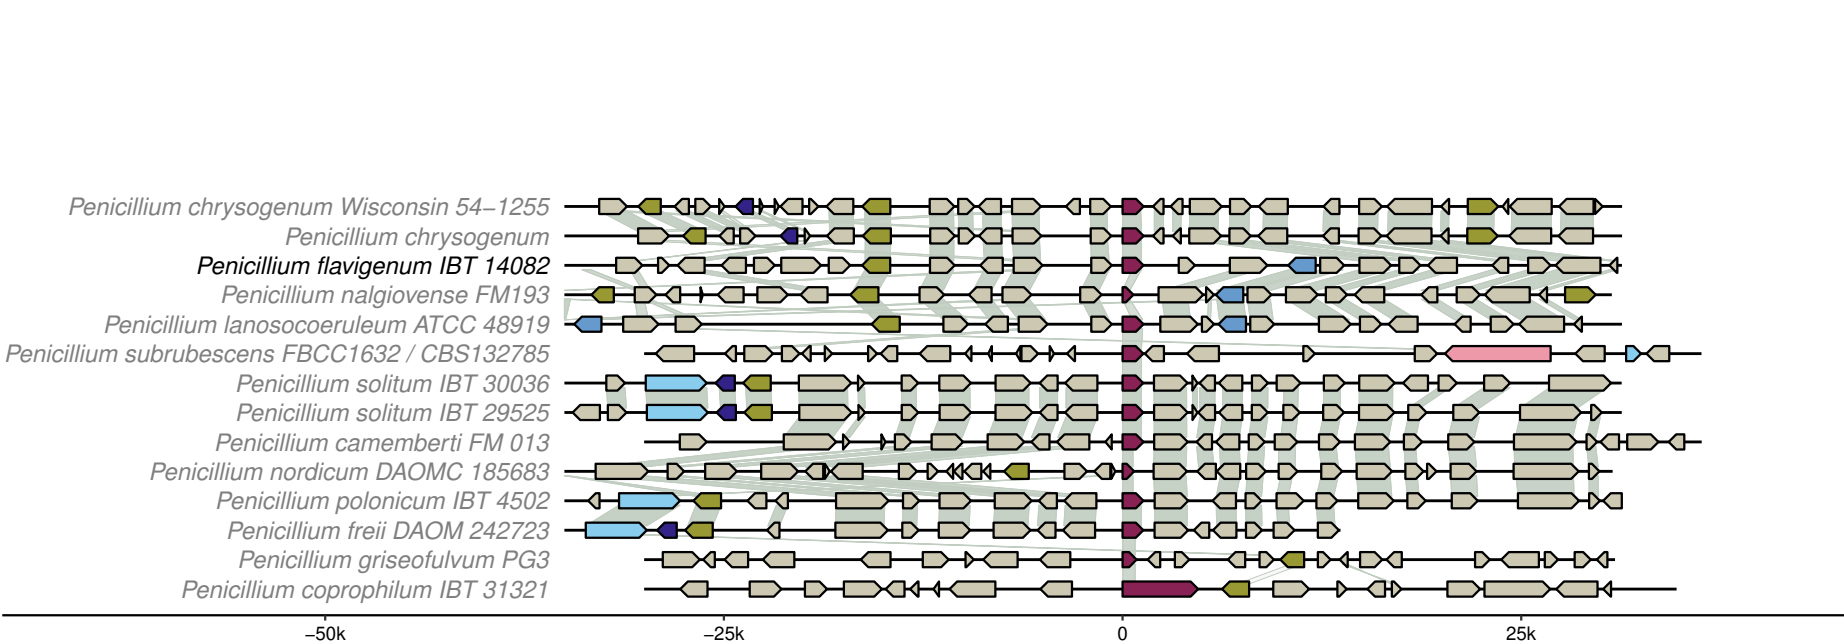 Penicillium chrysogenum Wisconsin 54−1255
Penicillium chrysogenum
Penicillium flavigenum IBT 14082
Penicillium nalgiovense FM193
Penicillium lanosocoeruleum ATCC 48919
Penicillium subrubescens FBCC1632 / CBS132785
Penicillium solitum IBT 30036
Penicillium solitum IBT 29525
Penicillium camemberti FM 013
Penicillium nordicum DAOMC 185683
Penicillium polonicum IBT 4502
Penicillium freii DAOM 242723
Penicillium griseofulvum PG3
Penicillium coprophilum IBT 31321
−50k −25k 0 25k